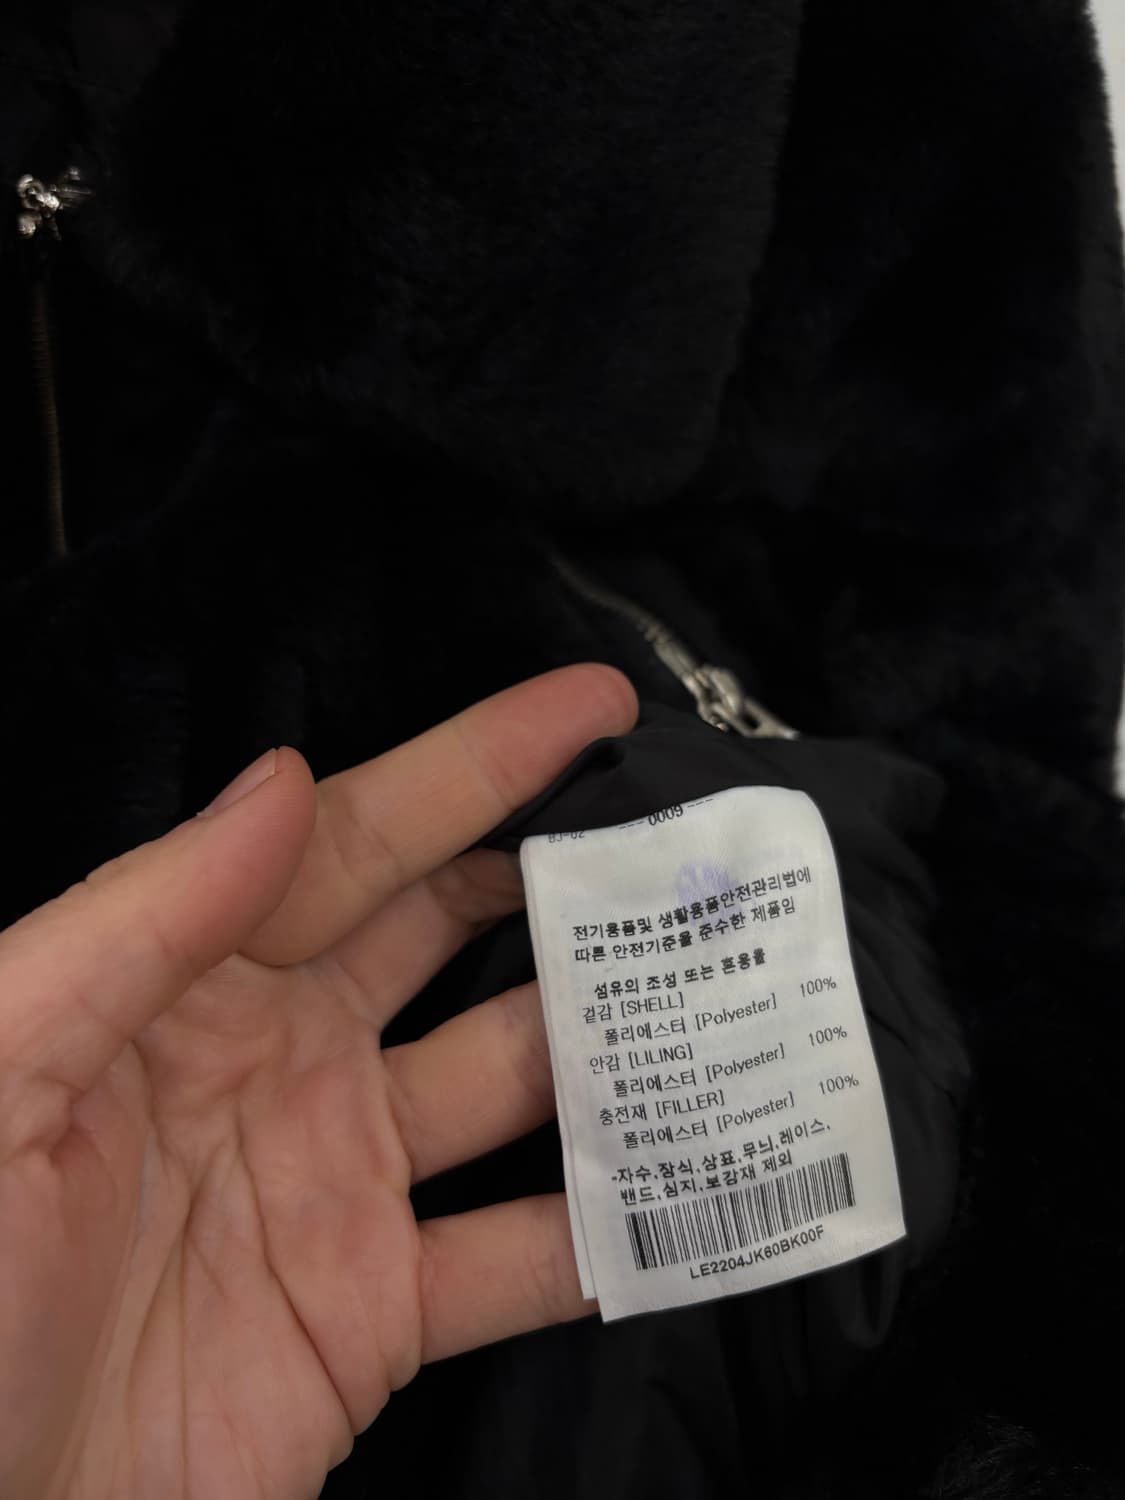 BJ-02 --- 0009 ---
전기용품및 생활용품안전관리법에
따른 안전기준을 준수한 제품임
섬유의 조성 또는 혼용률
겉감 [SHELL]
폴리에스터 [Polyester] 100%
안감 [LILING]
폴리에스터 [Polyester] 100%
충전재 [FILLER]
폴리에스터 [Polyester] 100%
-자수,장식,상표,무늬,레이스,
밴드,심지,보강재 제외
LE2204JK60BK00F